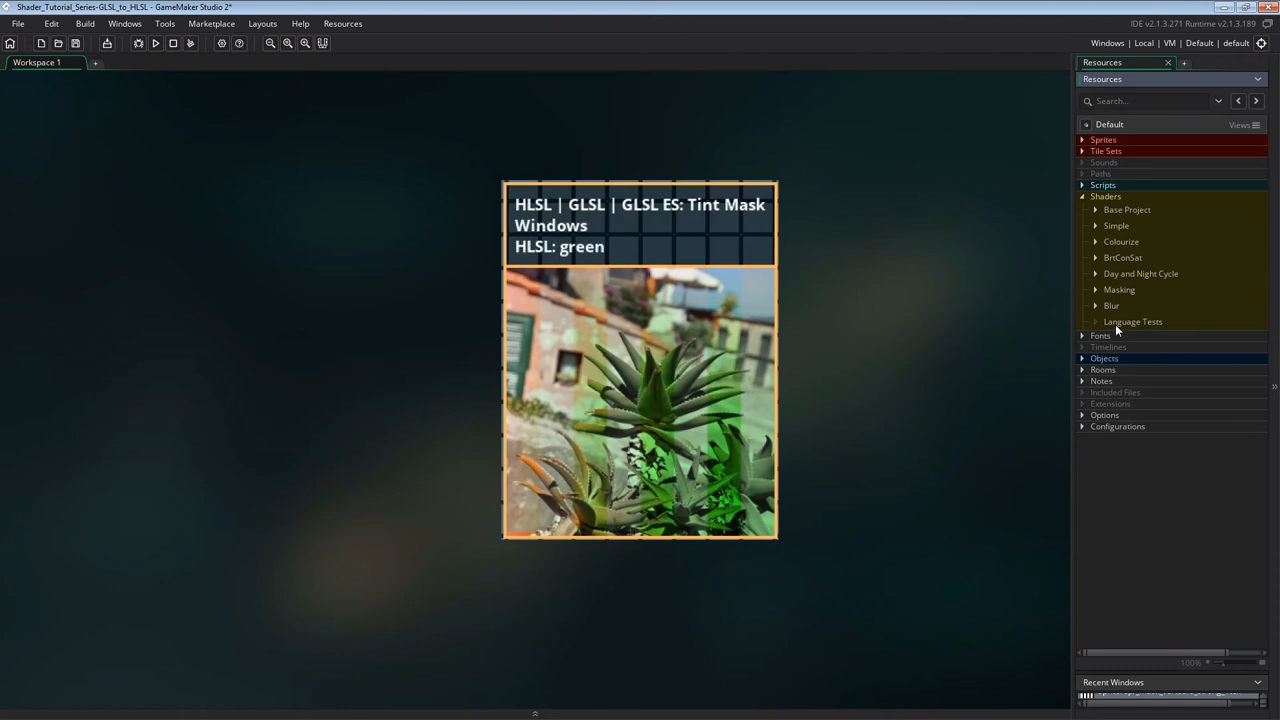 Shader_Tutorial_Series-GLSL_to_HLSL - GameMaker Studio 2*
File Edit Build Windows Tools Marketplace Layouts Help Resources
IDE v2.1.3.271 Runtime v2.1.3.189
Windows | Local | VM | Default | default
Workspace 1
Resources
Resources
Search...
Default
Views
Sprites
Tile Sets
Sounds
Paths
Scripts
Shaders
Base Project
Simple
Colourize
BrtConSat
Day and Night Cycle
Masking
Blur
Language Tests
Fonts
Timelines
Objects
Rooms
Notes
Included Files
Extensions
Options
Configurations
HLSL | GLSL | GLSL ES: Tint Mask
Windows
HLSL: green
100%
Recent Windows